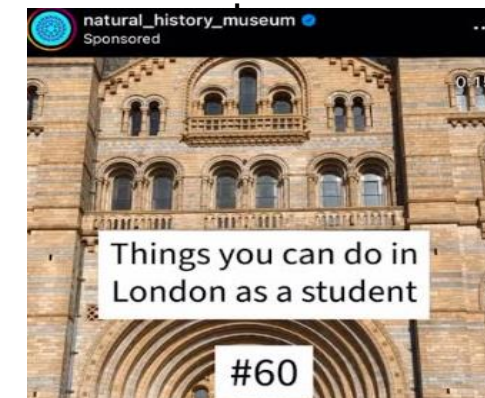 natural_history_museum
Sponsored
Things you can do in
London as a student
#60